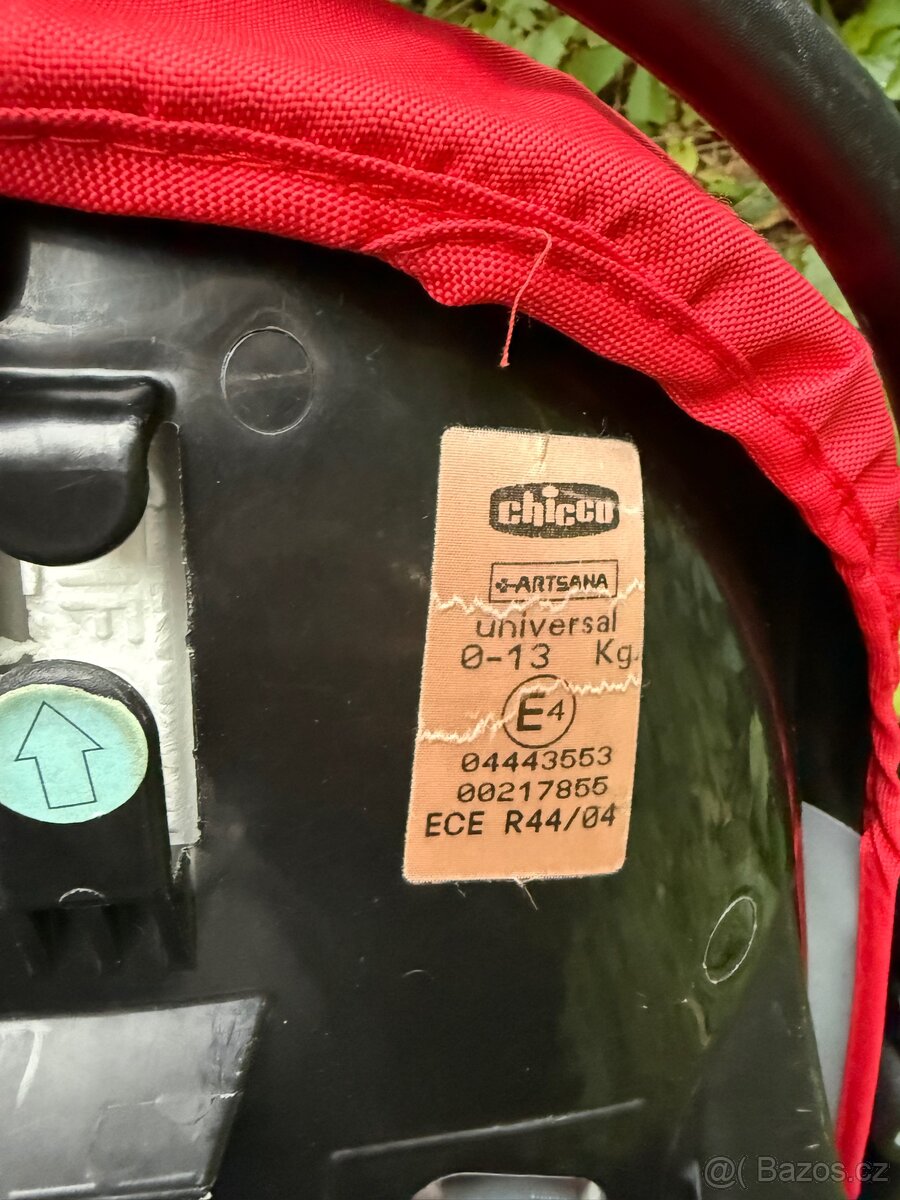 chicco
ARTSANA
universal
0-13 Kg.
E4
04443553
00217855
ECE R44/04
@( Bazos.cz